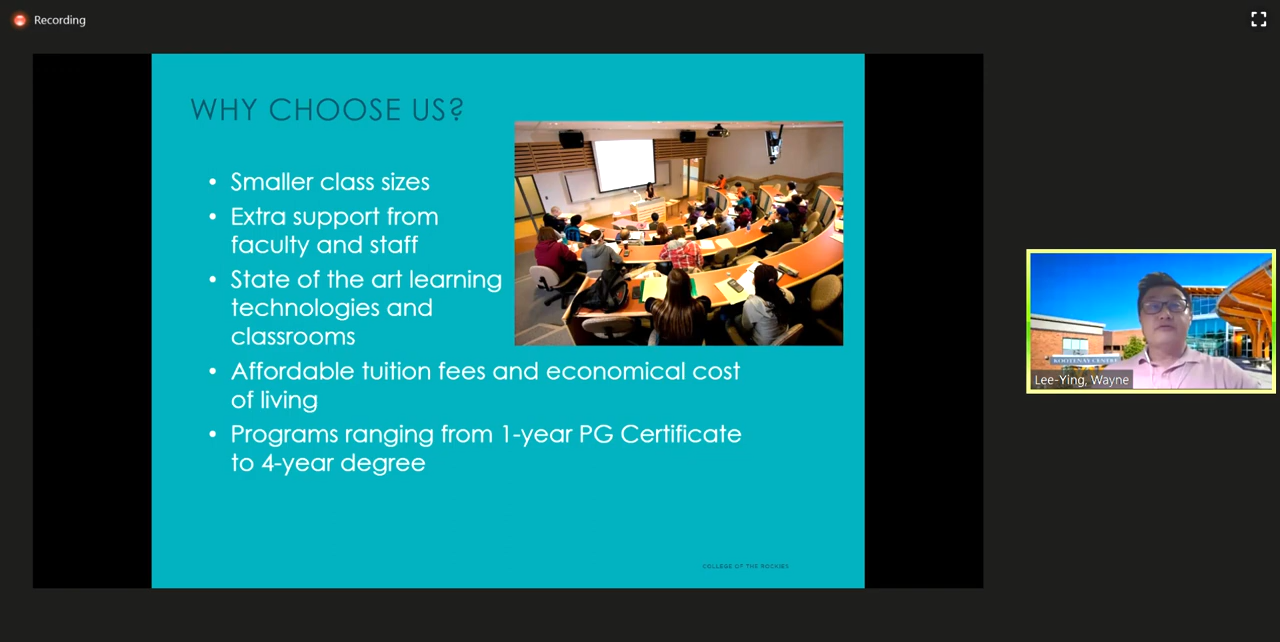 Recording
WHY CHOOSE US?
• Smaller class sizes
• Extra support from
faculty and staff
• State of the art learning
technologies and
classrooms
• Affordable tuition fees and economical cost
of living
• Programs ranging from 1-year PG Certificate
to 4-year degree
COLLEGE OF THE ROCKIES
KOOTENAY CENTRE
Lee-Ying, Wayne